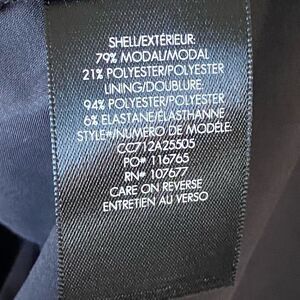 SHELL/EXTÉRIEUR:
79% MODAL/MODAL
21% POLYESTER/POLYESTER
LINING/DOUBLURE:
94% POLYESTER/POLYESTER
6% ELASTANE/ÉLASTHANNE
STYLE#/NUMÉRO DE MODÈLE:
CC712A25505
PO# 116765
RN# 107677
CARE ON REVERSE
ENTRETIEN AU VERSO